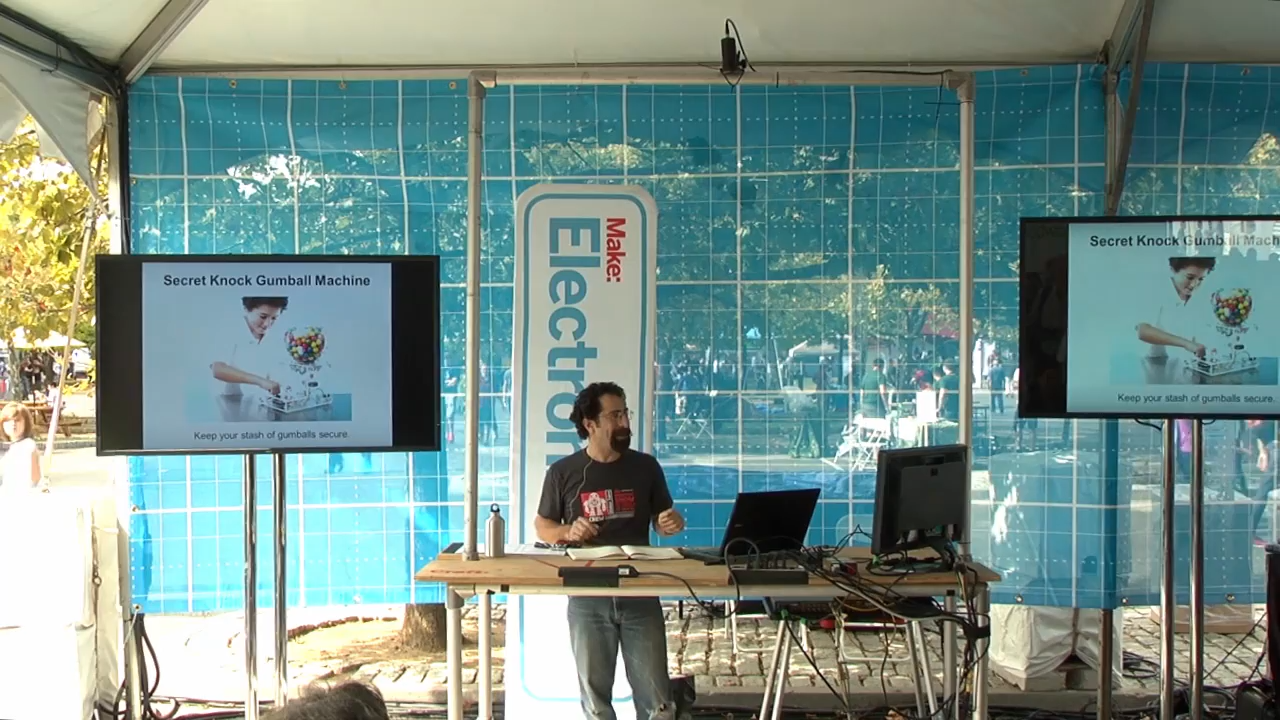 Secret Knock Gumball Machine
Keep your stash of gumballs secure.
Make:
Electron
Secret Knock Gumball Mach
Keep your stash of gumballs secure.